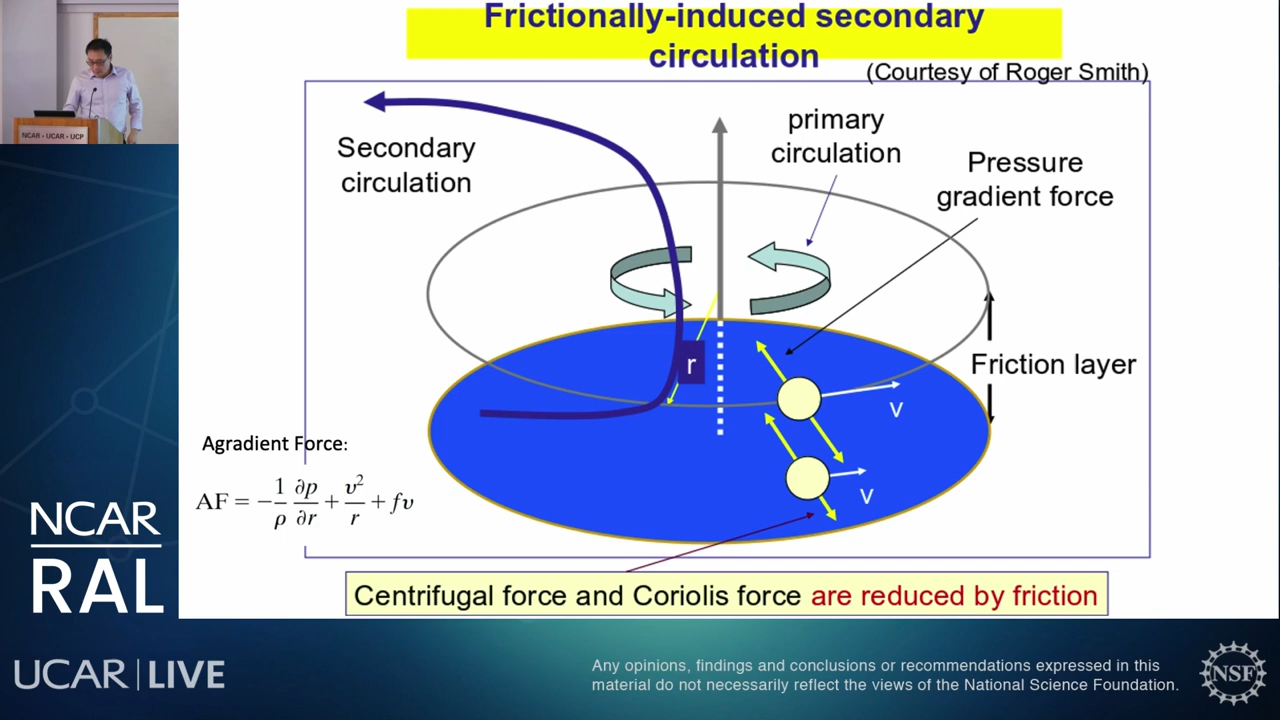 Frictionally-induced secondary
circulation
(Courtesy of Roger Smith)
Secondary
circulation
primary
circulation
Pressure
gradient force
r
Friction layer
v
v
Agradient Force:
AF = −1/ρ ∂p/∂r + υ²/r + fυ
Centrifugal force and Coriolis force are reduced by friction
NCAR · UCAR · UCP
NCAR
RAL
UCAR | LIVE
Any opinions, findings and conclusions or recommendations expressed in this
material do not necessarily reflect the views of the National Science Foundation.
NSF